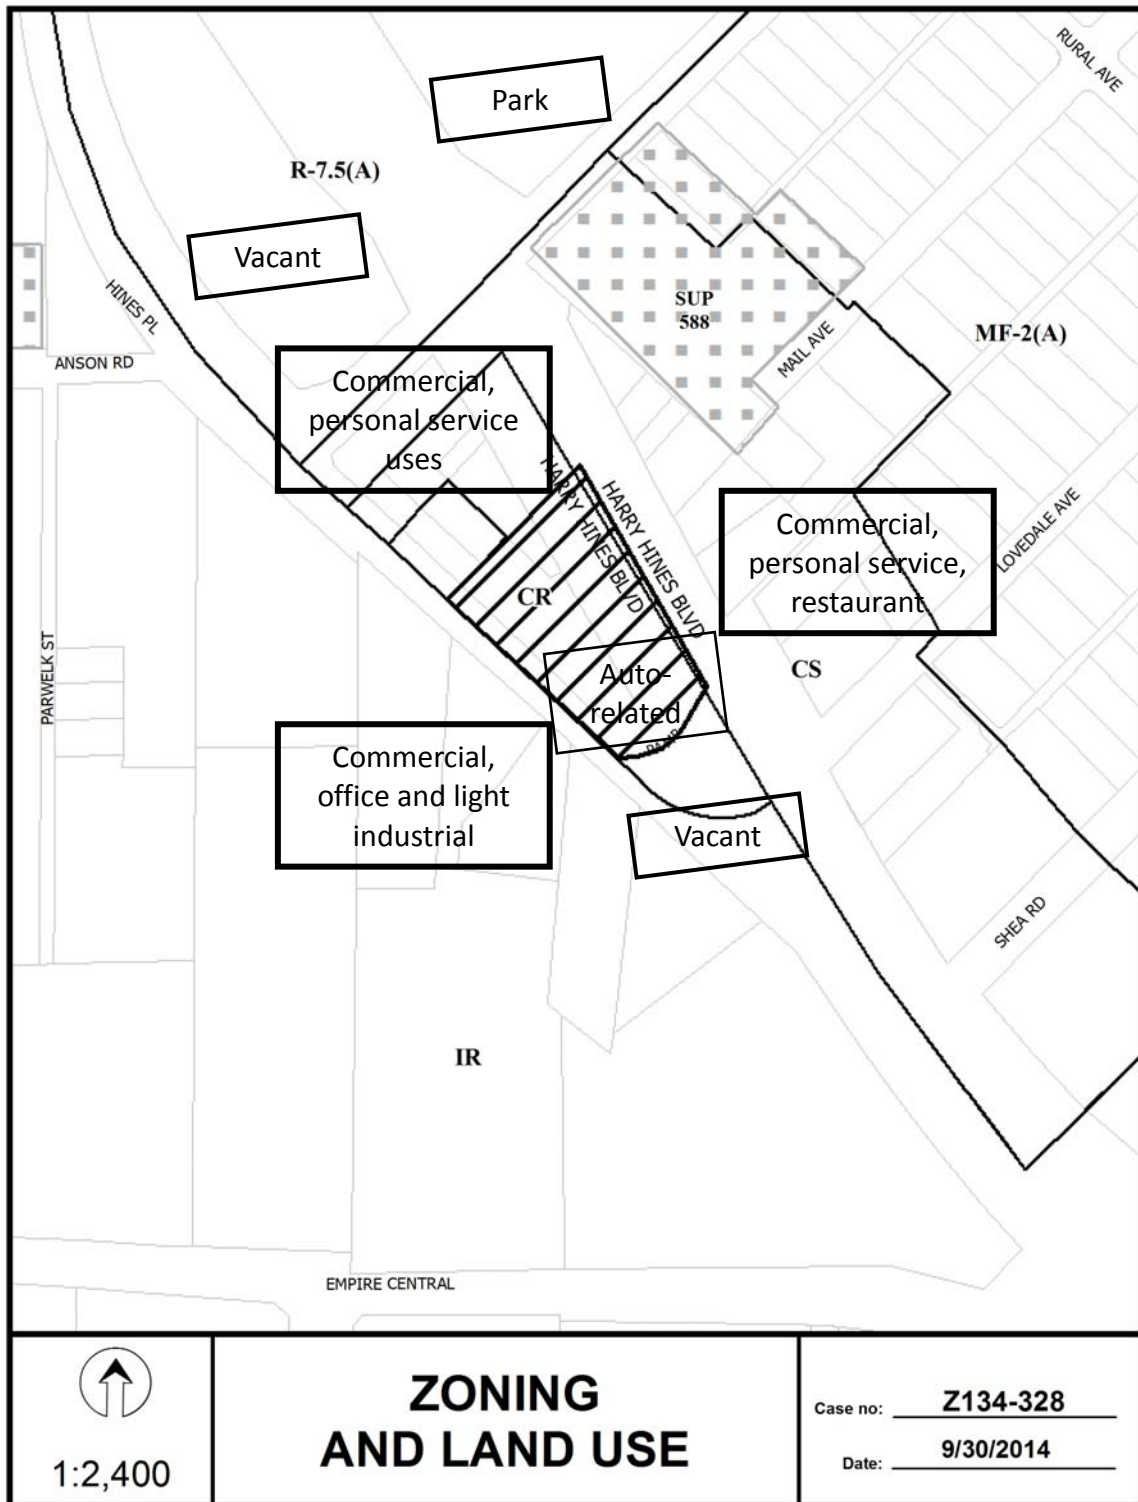 RURAL AVE
Park
R-7.5(A)
Vacant
HINES PL
SUP
588
MF-2(A)
MAIL AVE
ANSON RD
Commercial,
personal service
uses
HARRY HINES BLVD
HARRY HINES BLVD
Commercial,
personal service,
restaurant
LOVEDALE AVE
CR
PARWELK ST
Auto-
related
CS
RAMP
Commercial,
office and light
industrial
Vacant
SHEA RD
IR
EMPIRE CENTRAL
1:2,400
ZONING
AND LAND USE
Case no: Z134-328
Date: 9/30/2014